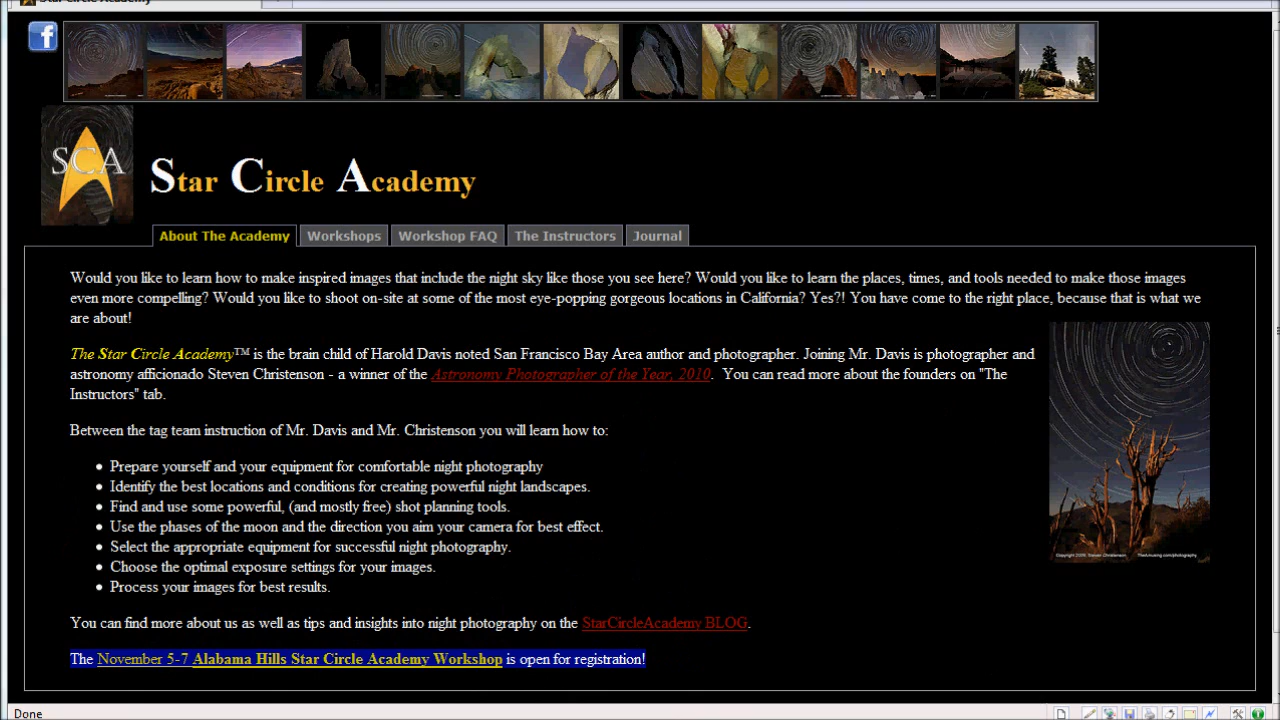 Star Circle Academy
SCA
Star Circle Academy
About The Academy Workshops Workshop FAQ The Instructors Journal
Would you like to learn how to make inspired images that include the night sky like those you see here? Would you like to learn the places, times, and tools needed to make those images
even more compelling? Would you like to shoot on-site at some of the most eye-popping gorgeous locations in California? Yes?! You have come to the right place, because that is what we
are about!
The Star Circle Academy™ is the brain child of Harold Davis noted San Francisco Bay Area author and photographer. Joining Mr. Davis is photographer and
astronomy afficionado Steven Christenson - a winner of the Astronomy Photographer of the Year, 2010. You can read more about the founders on "The
Instructors" tab.
Between the tag team instruction of Mr. Davis and Mr. Christenson you will learn how to:
Prepare yourself and your equipment for comfortable night photography
Identify the best locations and conditions for creating powerful night landscapes.
Find and use some powerful, (and mostly free) shot planning tools.
Use the phases of the moon and the direction you aim your camera for best effect.
Select the appropriate equipment for successful night photography.
Choose the optimal exposure settings for your images.
Process your images for best results.
You can find more about us as well as tips and insights into night photography on the StarCircleAcademy BLOG.
The November 5-7 Alabama Hills Star Circle Academy Workshop is open for registration!
Done